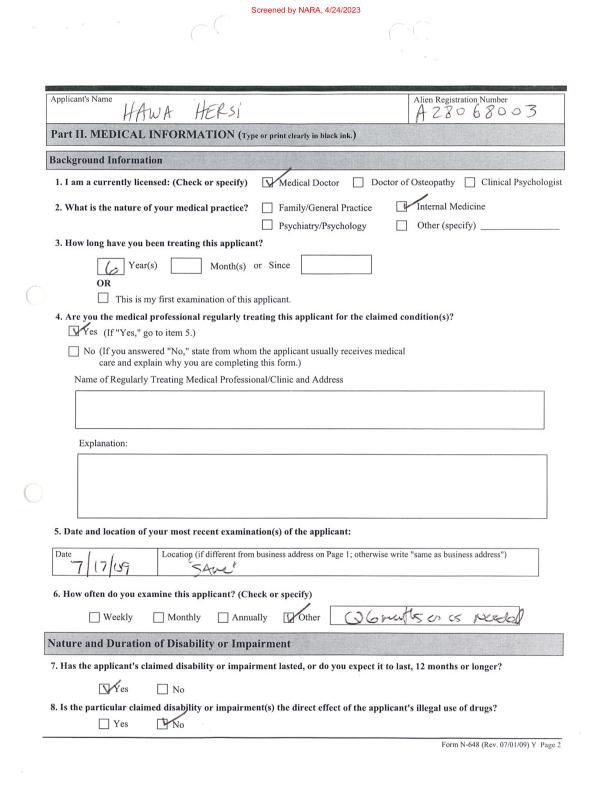 Screened by NARA, 4/24/2023
Applicant's Name HAWA HERSI
Alien Registration Number A28068003
Part II. MEDICAL INFORMATION (Type or print clearly in black ink.)
Background Information
1. I am a currently licensed: (Check or specify) Medical Doctor Doctor of Osteopathy Clinical Psychologist
2. What is the nature of your medical practice? Family/General Practice Internal Medicine
Psychiatry/Psychology Other (specify)
3. How long have you been treating this applicant?
6 Year(s) Month(s) or Since
OR
This is my first examination of this applicant.
4. Are you the medical professional regularly treating this applicant for the claimed condition(s)?
Yes (If "Yes," go to item 5.)
No (If you answered "No," state from whom the applicant usually receives medical
care and explain why you are completing this form.)
Name of Regularly Treating Medical Professional/Clinic and Address
Explanation:
5. Date and location of your most recent examination(s) of the applicant:
Date Location (if different from business address on Page 1; otherwise write "same as business address")
7/17/09 "SAme"
6. How often do you examine this applicant? (Check or specify)
Weekly Monthly Annually Other 6 months or as needed
Nature and Duration of Disability or Impairment
7. Has the applicant's claimed disability or impairment lasted, or do you expect it to last, 12 months or longer?
Yes No
8. Is the particular claimed disability or impairment(s) the direct effect of the applicant's illegal use of drugs?
Yes No
Form N-648 (Rev. 07/01/09) Y Page 2